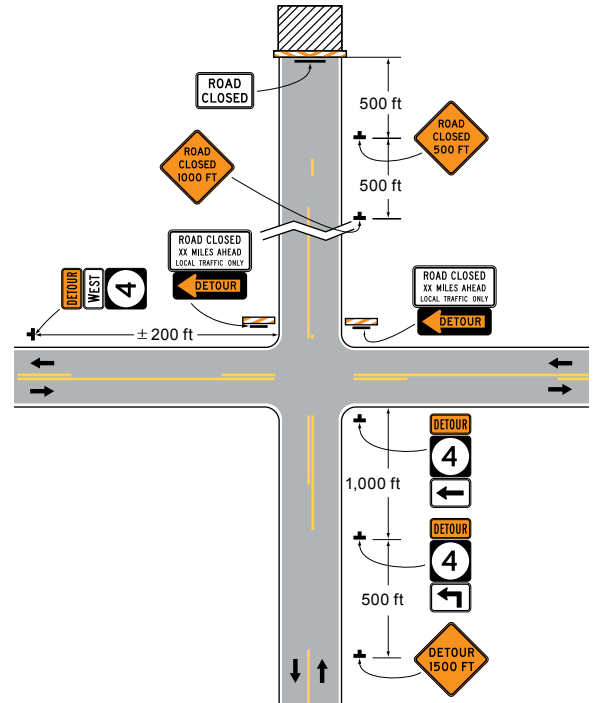 ROAD
CLOSED
500 ft
ROAD
CLOSED
500 FT
ROAD
CLOSED
1000 FT
500 ft
ROAD CLOSED
XX MILES AHEAD
LOCAL TRAFFIC ONLY
DETOUR
ROAD CLOSED
XX MILES AHEAD
LOCAL TRAFFIC ONLY
DETOUR
DETOUR
WEST
4
± 200 ft
DETOUR
4
1,000 ft
DETOUR
4
500 ft
DETOUR
1500 FT